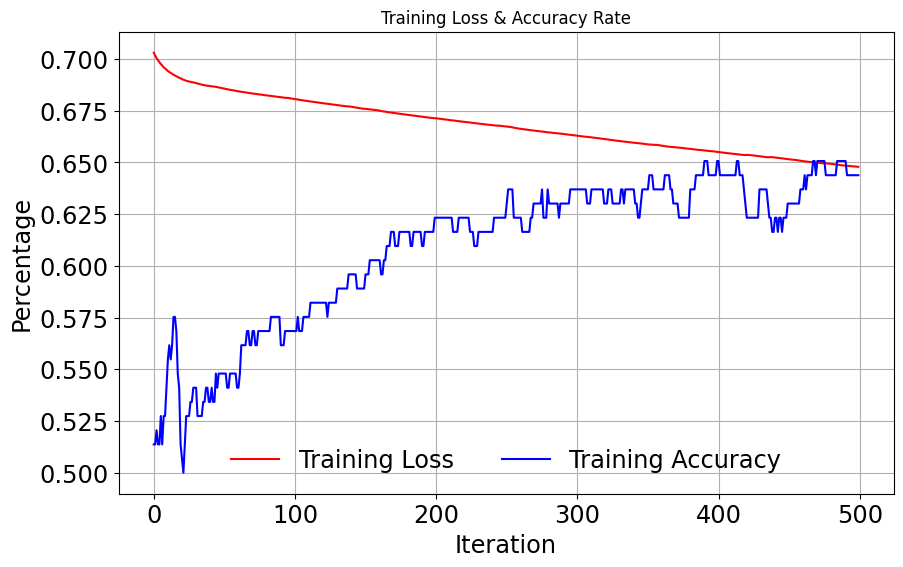 Training Loss & Accuracy Rate
0.700
0.675
0.650
0.625
0.600
0.575
0.550
0.525
0.500
Percentage
Training Loss Training Accuracy
0 100 200 300 400 500
Iteration